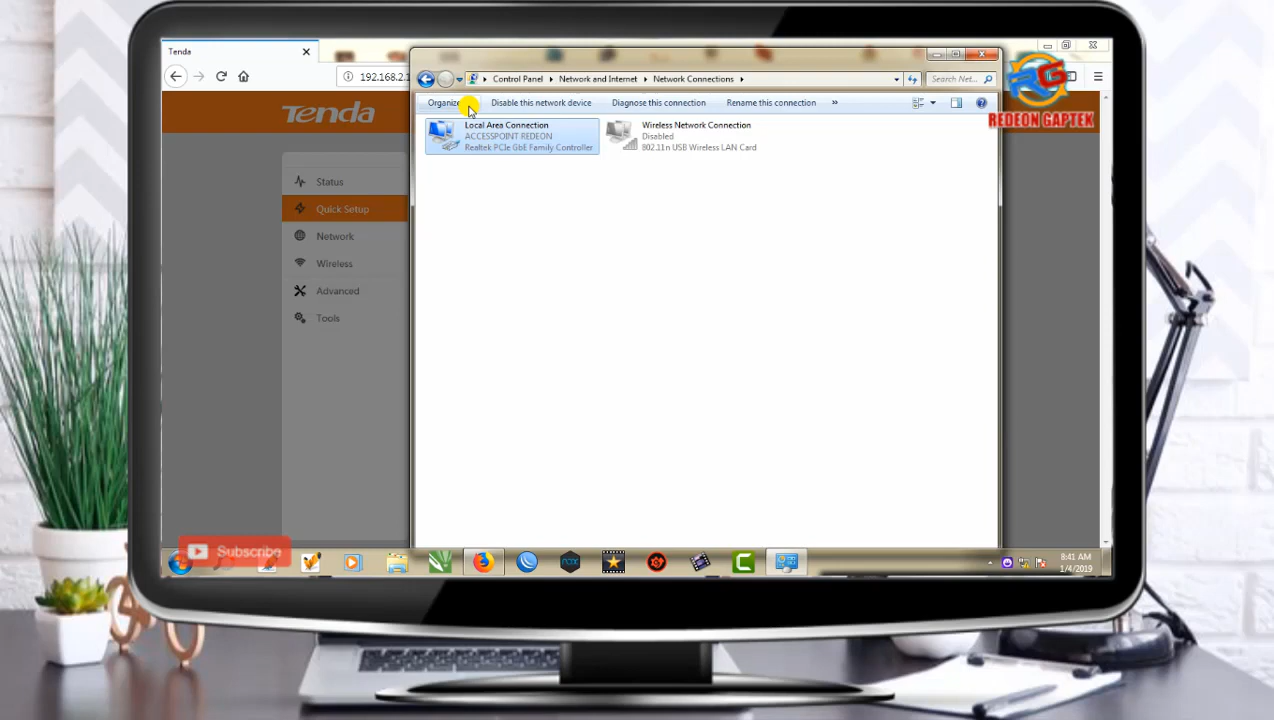 Tenda
192.168.2.1
Control Panel
Network and Internet
Network Connections
Search Net...
REDEON GAPTEK
Organize
Disable this network device
Diagnose this connection
Rename this connection
»
Tenda
Local Area Connection
ACCESSPOINT REDEON
Realtek PCIe GbE Family Controller
Wireless Network Connection
Disabled
802.11n USB Wireless LAN Card
Status
Quick Setup
Network
Wireless
Advanced
Tools
Subscribe
nox
8:41 AM
1/4/2019